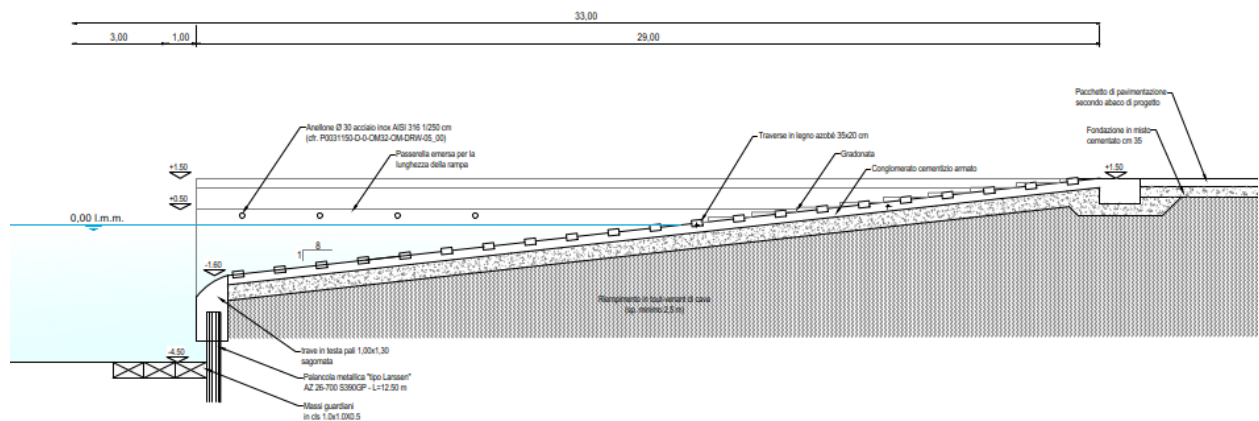 33,00
3,00
1,00
29,00
Pacchetto di pavimentazione
secondo abaco di progetto
Anellone Ø 30 acciaio inox AISI 316 1/250 cm
(cfr. P0031150-D-0-OM32-OM-DRW-05_00)
Traverse in legno azobé 35x20 cm
Fondazione in misto
cementato cm 35
Passerella emersa per la
lunghezza della rampa
Gradonata
Conglomerato cementizio armato
+1.50
+1.50
+0.50
0,00 l.m.m.
8
1
-1.60
Riempimento in tout-venant di cava
(sp. minimo 2,5 m)
trave in testa pali 1,00x1,30
sagomata
-4.50
Palancola metallica "tipo Larssen"
AZ 26-700 S390GP - L=12.50 m
Massi guardiani
in cls 1.0x1.0X0.5